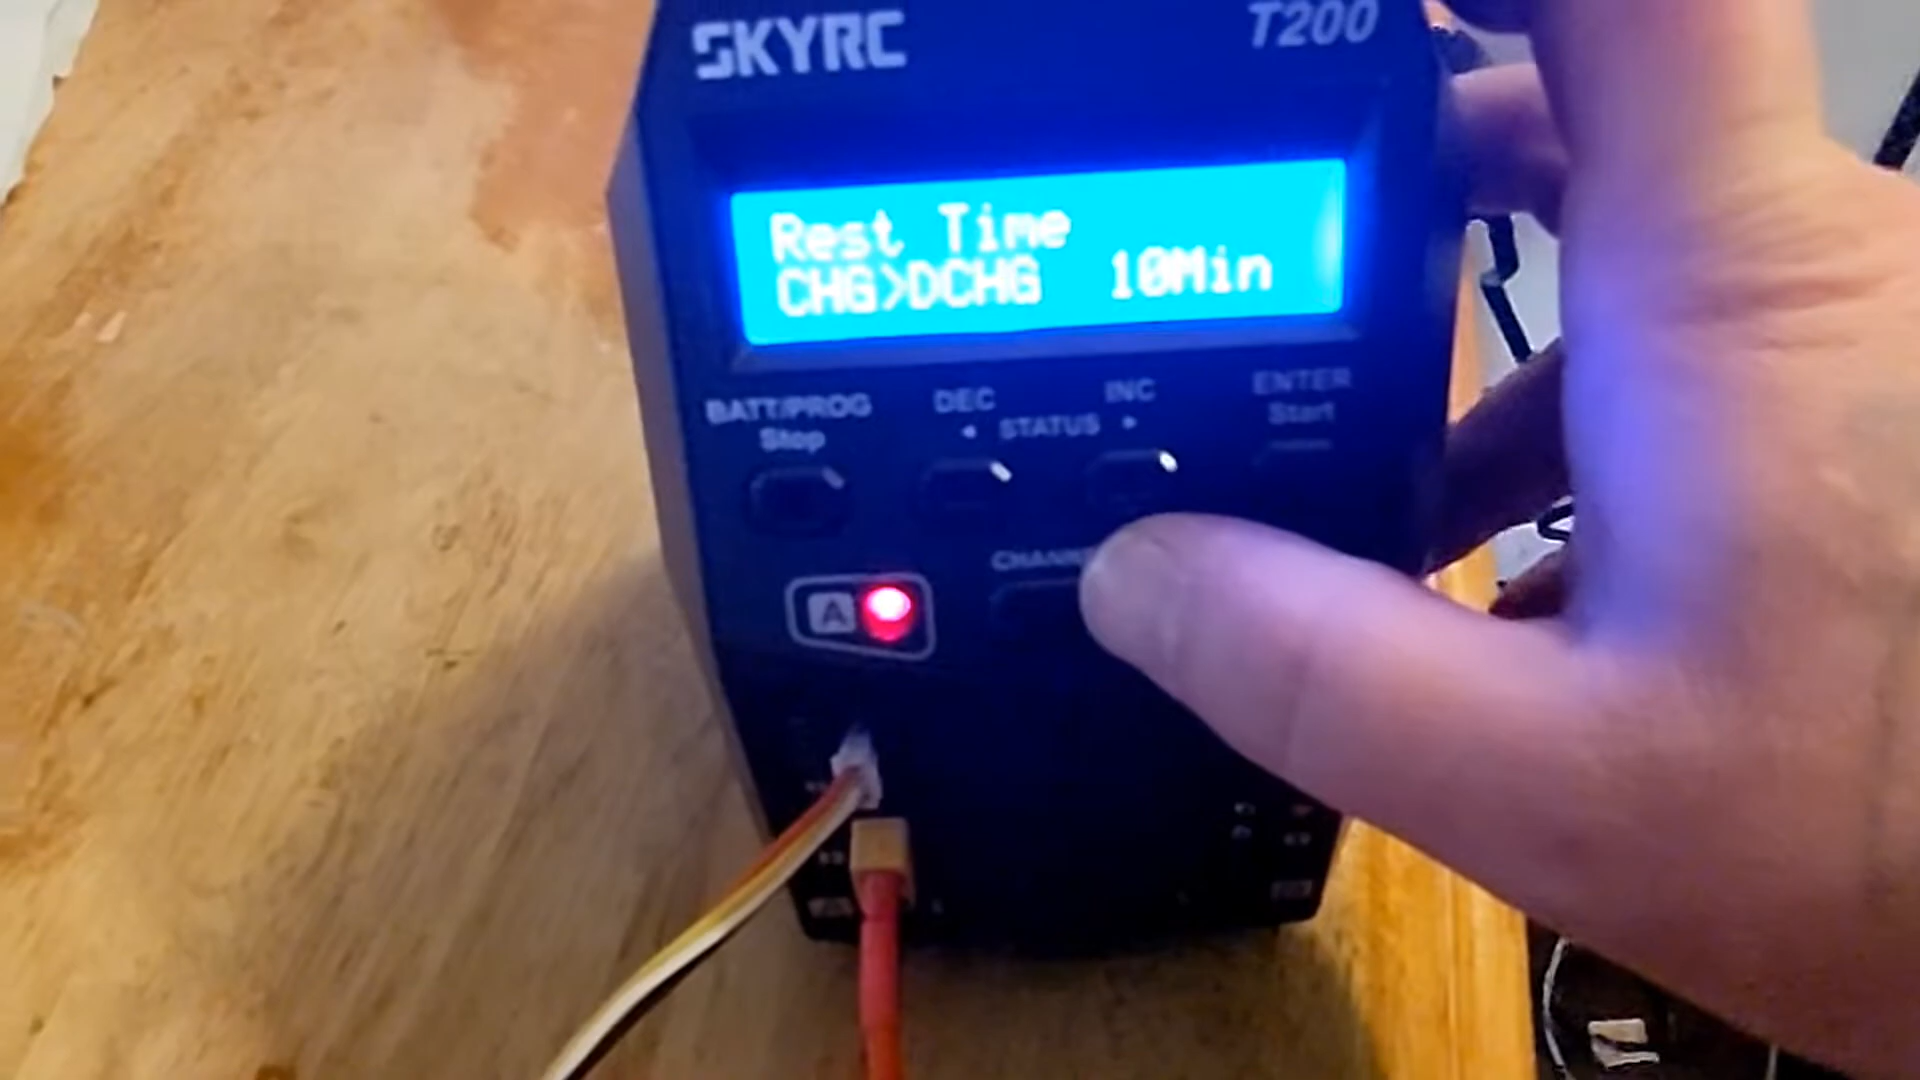 SKYRC
T200
Rest Time
CHG>DCHG 10Min
BATT/PROG
Stop
DEC
INC
◄ STATUS ►
ENTER
Start
A